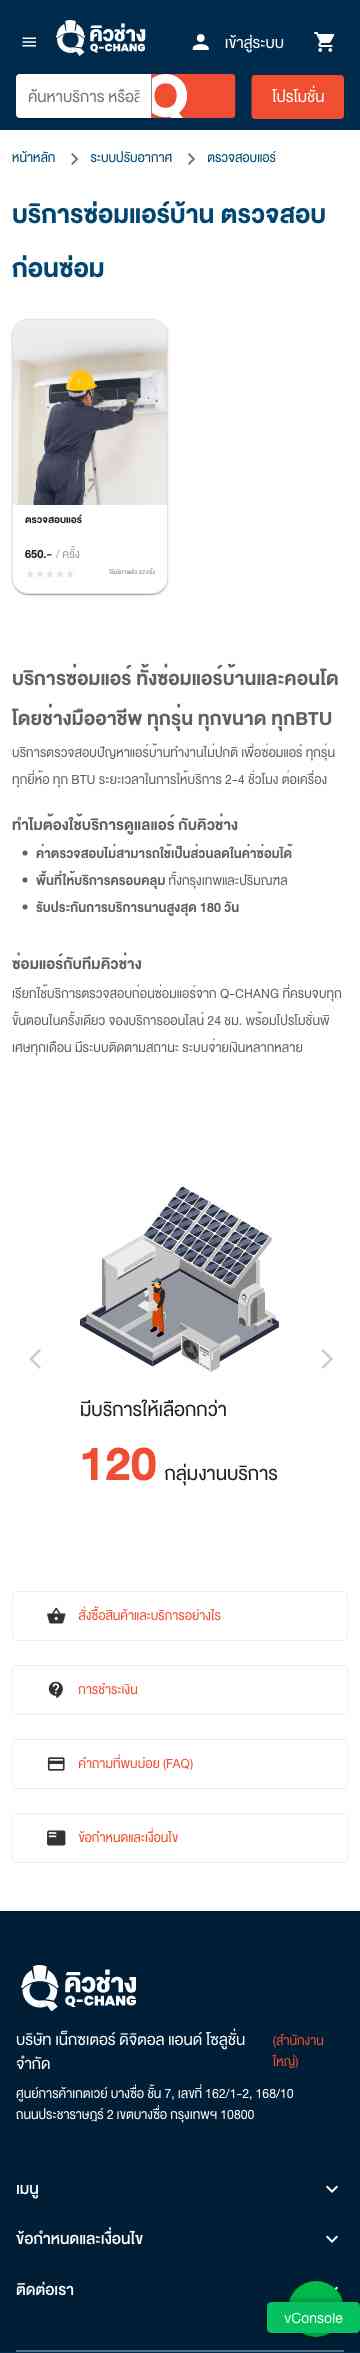 คิวช่าง
Q-CHANG
เข้าสู่ระบบ
ค้นหาบริการ หรือสิ
โปรโมชั่น
หน้าหลัก
ระบบปรับอากาศ
ตรวจสอบแอร์
บริการซ่อมแอร์บ้าน ตรวจสอบ
ก่อนซ่อม
ตรวจสอบแอร์
650.- / ครั้ง
บริการซ่อมแอร์ ทั้งซ่อมแอร์บ้านและคอนโด
โดยช่างมืออาชีพ ทุกรุ่น ทุกขนาด ทุกBTU
บริการตรวจสอบปัญหาแอร์บ้านทำงานไม่ปกติ เพื่อซ่อมแอร์ ทุกรุ่น
ทุกยี่ห้อ ทุก BTU ระยะเวลาในการให้บริการ 2-4 ชั่วโมง ต่อเครื่อง
ทำไมต้องใช้บริการดูแลแอร์ กับคิวช่าง
ค่าตรวจสอบไม่สามารถใช้เป็นส่วนลดในค่าซ่อมได้
พื้นที่ให้บริการครอบคลุม ทั้งกรุงเทพและปริมณฑล
รับประกันการบริการนานสูงสุด 180 วัน
ซ่อมแอร์กับทีมคิวช่าง
เรียกใช้บริการตรวจสอบก่อนซ่อมแอร์จาก Q-CHANG ที่ครบจบทุก
ขั้นตอนในครั้งเดียว จองบริการออนไลน์ 24 ชม. พร้อมโปรโมชั่นพิ
เศษทุกเดือน มีระบบติดตามสถานะ ระบบจ่ายเงินหลากหลาย
มีบริการให้เลือกกว่า
120 กลุ่มงานบริการ
สั่งซื้อสินค้าและบริการอย่างไร
การชำระเงิน
คำถามที่พบบ่อย (FAQ)
ข้อกำหนดและเงื่อนไข
คิวช่าง
Q-CHANG
บริษัท เน็กซเตอร์ ดิจิตอล แอนด์ โซลูชั่น
จำกัด
(สำนักงาน
ใหญ่)
ศูนย์การค้าเกตเวย์ บางซื่อ ชั้น 7, เลขที่ 162/1-2, 168/10
ถนนประชาราษฎร์ 2 เขตบางซื่อ กรุงเทพฯ 10800
เมนู
ข้อกำหนดและเงื่อนไข
ติดต่อเรา
vConsole